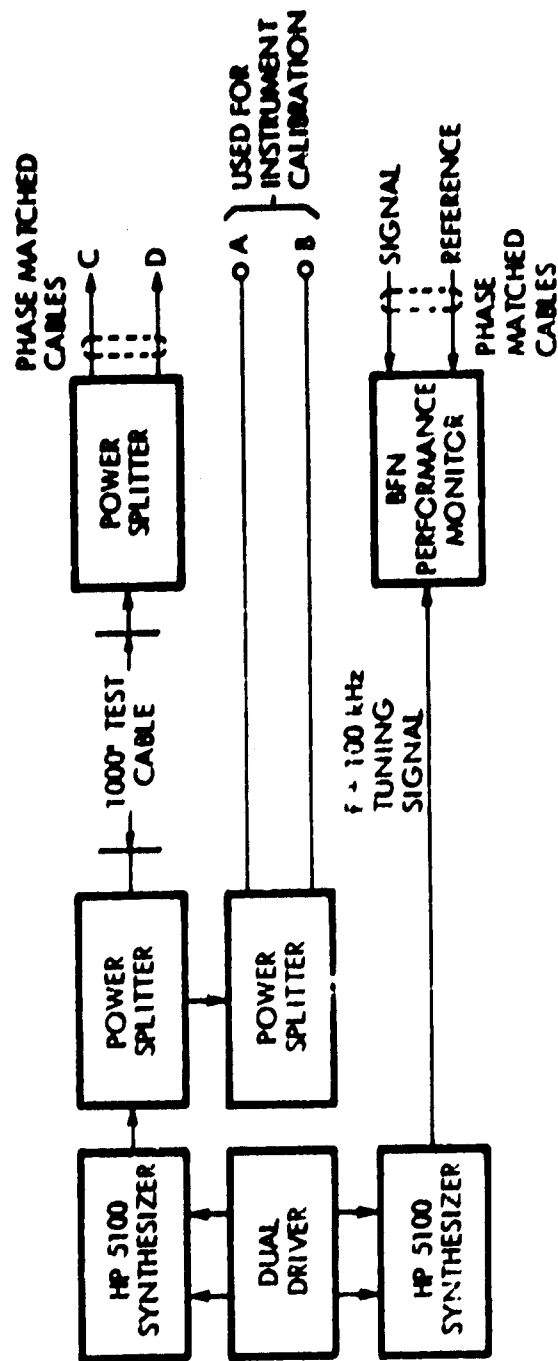 HP 5100
SYNTHESIZER
POWER
SPLITTER
1000' TEST
CABLE
POWER
SPLITTER
PHASE MATCHED
CABLES
C
D
DUAL
DRIVER
POWER
SPLITTER
A
B
USED FOR
INSTRUMENT
CALIBRATION
HP 5100
SYNTHESIZER
f + 100 kHz
TUNING
SIGNAL
BFN
PERFORMANCE
MONITOR
SIGNAL
REFERENCE
PHASE
MATCHED
CABLES